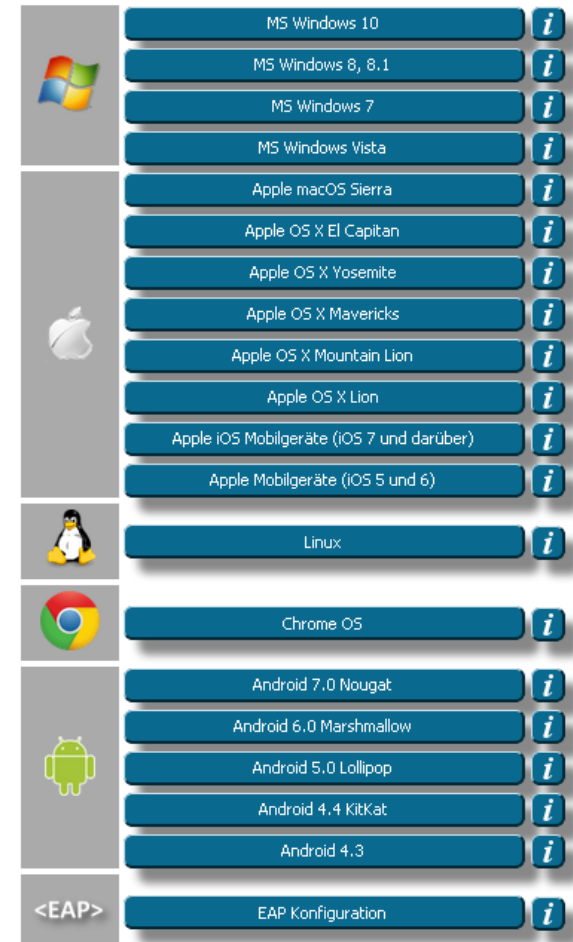 MS Windows 10 i
MS Windows 8, 8.1 i
MS Windows 7 i
MS Windows Vista i
Apple macOS Sierra i
Apple OS X El Capitan i
Apple OS X Yosemite i
Apple OS X Mavericks i
Apple OS X Mountain Lion i
Apple OS X Lion i
Apple iOS Mobilgeräte (iOS 7 und darüber) i
Apple Mobilgeräte (iOS 5 und 6) i
Linux i
Chrome OS i
Android 7.0 Nougat i
Android 6.0 Marshmallow i
Android 5.0 Lollipop i
Android 4.4 KitKat i
Android 4.3 i
<EAP> EAP Konfiguration i